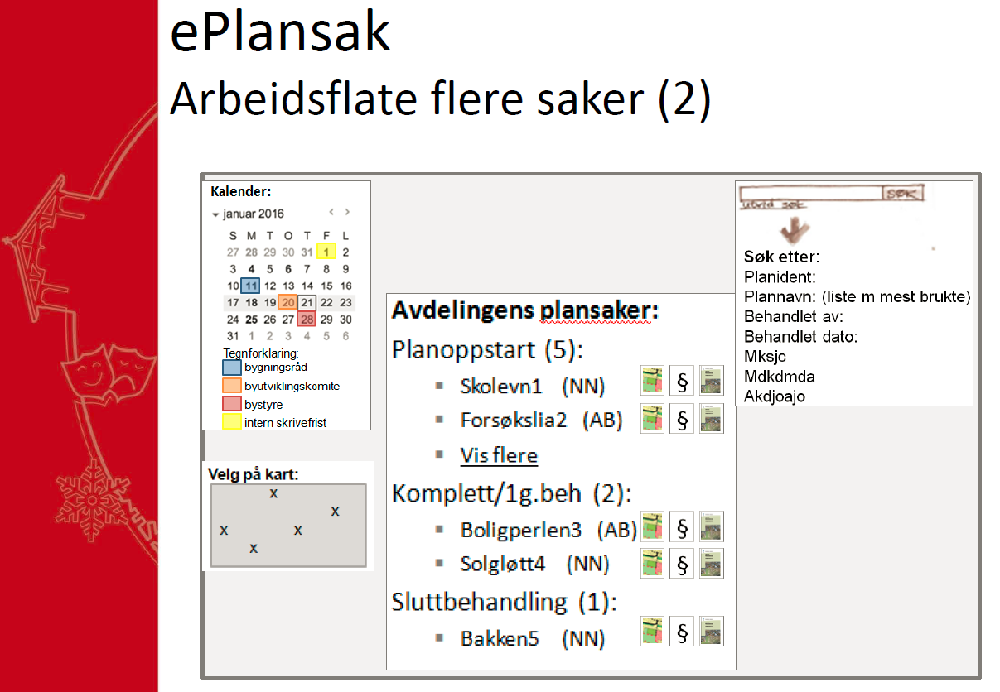 ePlansak
Arbeidsflate flere saker (2)
Kalender:
januar 2016 < >
S M T O T F L
27 28 29 30 31 1 2
3 4 5 6 7 8 9
10 11 12 13 14 15 16
17 18 19 20 21 22 23
24 25 26 27 28 29 30
31 1 2 3 4 5 6
Tegnforklaring:
bygningsråd
byutviklingskomite
bystyre
intern skrivefrist
Velg på kart:
x
x
x x
x
Avdelingens plansaker:
Planoppstart (5):
▪ Skolevn1 (NN) §
▪ Forsøkslia2 (AB) §
▪ Vis flere
Komplett/1g.beh (2):
▪ Boligperlen3 (AB) §
▪ Solgløtt4 (NN) §
Sluttbehandling (1):
▪ Bakken5 (NN) §
SØK
utvid søk
Søk etter:
Planident:
Plannavn: (liste m mest brukte)
Behandlet av:
Behandlet dato:
Mksjc
Mdkdmda
Akdjoajo